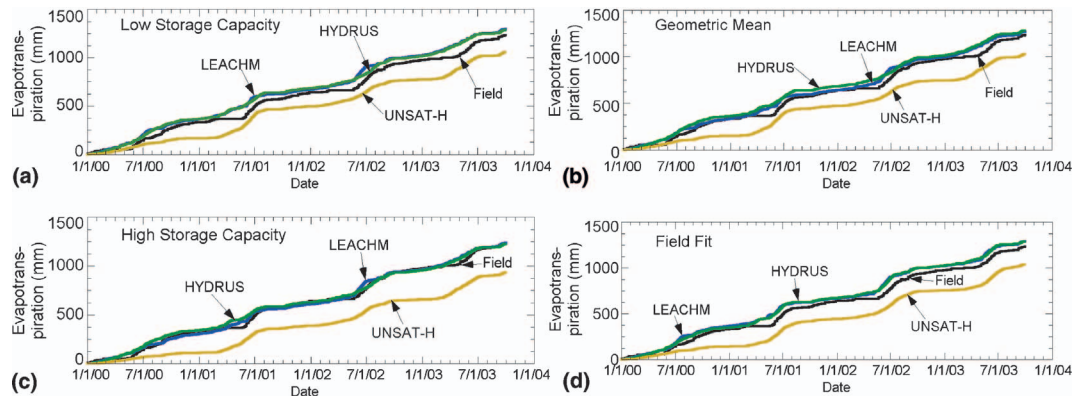 Low Storage Capacity
HYDRUS
LEACHM
Field
UNSAT-H
Evapotrans-
piration (mm)
1500
1000
500
0
1/1/00 7/1/00 1/1/01 7/1/01 1/1/02 7/1/02 1/1/03 7/1/03 1/1/04
Date
(a)
Geometric Mean
LEACHM
HYDRUS
Field
UNSAT-H
Evapotrans-
piration (mm)
1500
1000
500
0
1/1/00 7/1/00 1/1/01 7/1/01 1/1/02 7/1/02 1/1/03 7/1/03 1/1/04
Date
(b)
High Storage Capacity
LEACHM
Field
HYDRUS
UNSAT-H
Evapotrans-
piration (mm)
1500
1000
500
0
1/1/00 7/1/00 1/1/01 7/1/01 1/1/02 7/1/02 1/1/03 7/1/03 1/1/04
Date
(c)
Field Fit
HYDRUS
Field
LEACHM
UNSAT-H
Evapotrans-
piration (mm)
1500
1000
500
0
1/1/00 7/1/00 1/1/01 7/1/01 1/1/02 7/1/02 1/1/03 7/1/03 1/1/04
Date
(d)